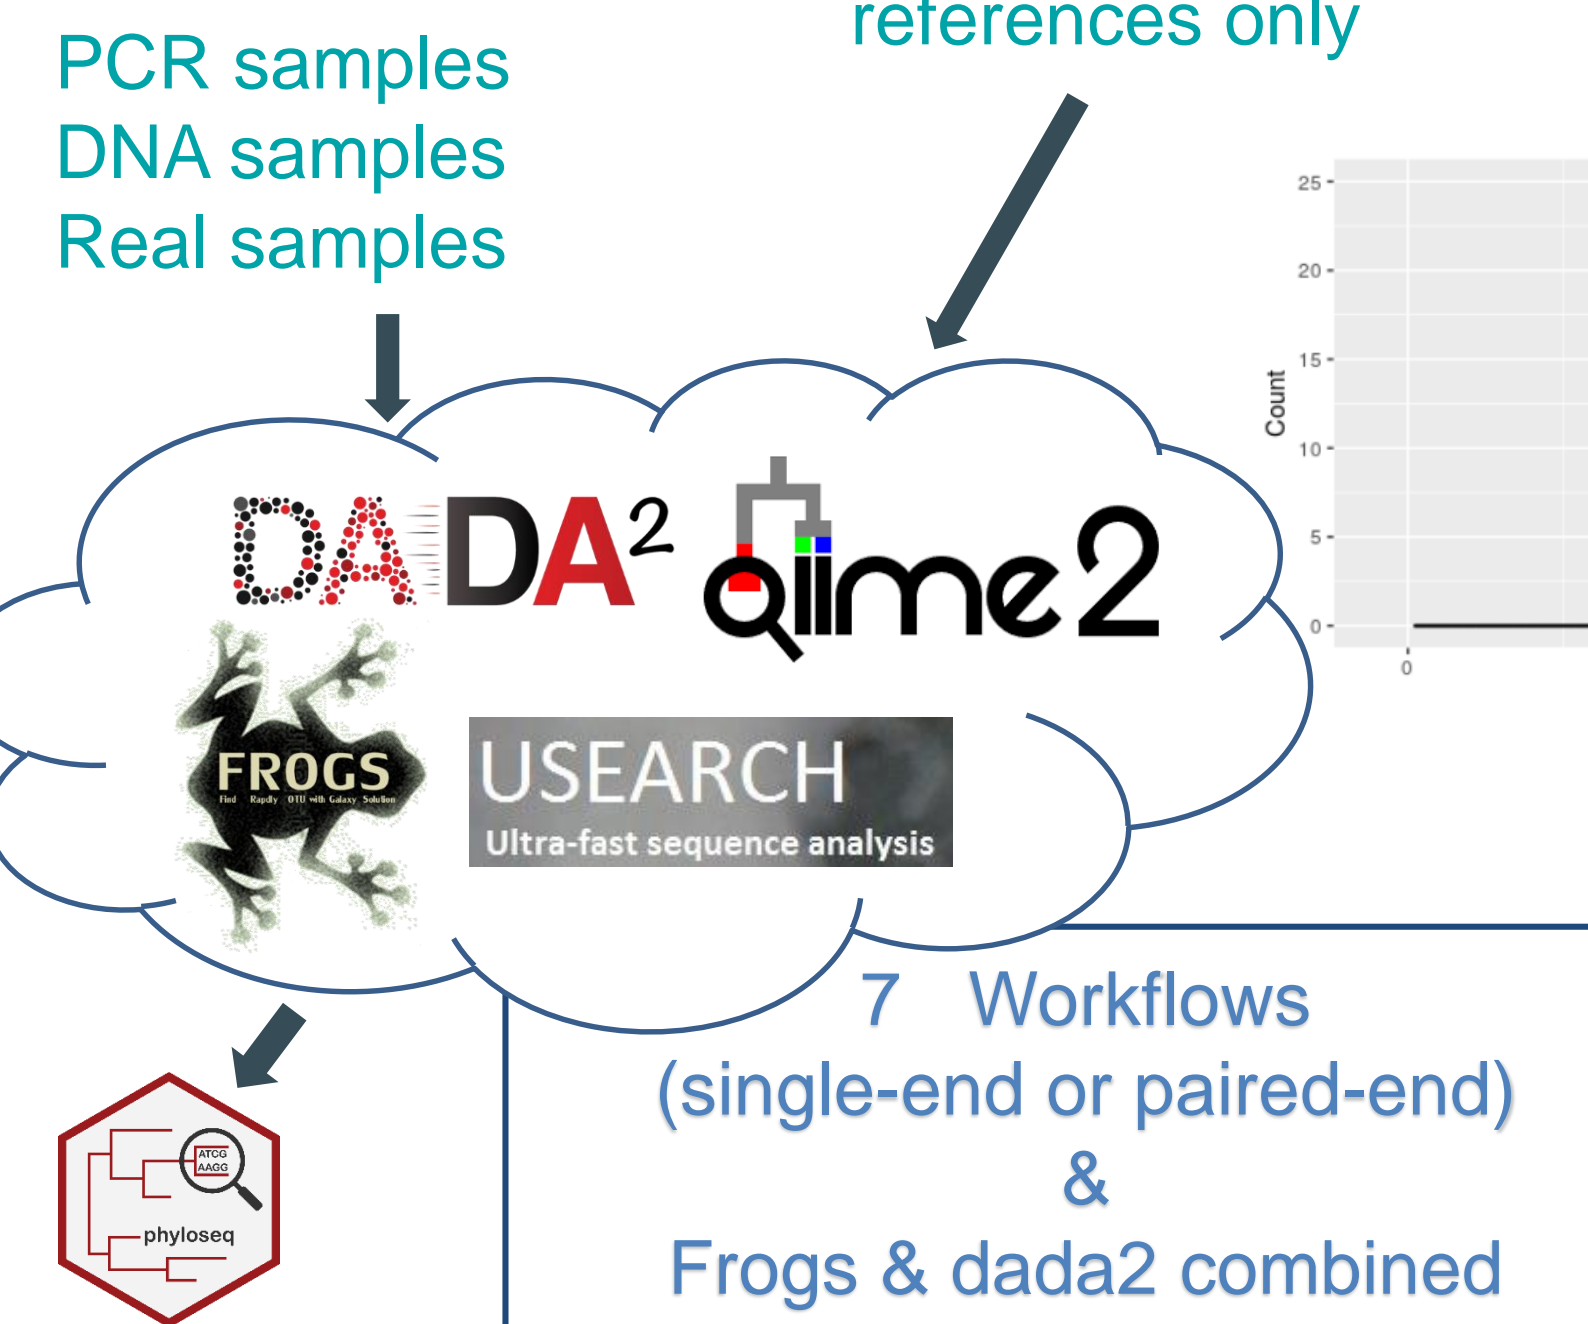 references only
PCR samples
DNA samples
Real samples
25
20
15
10
5
0
Count
0
DADA2
qiime2
FROGS
Find Rapdly OTU with Galaxy Solution
USEARCH
Ultra-fast sequence analysis
7 Workflows
(single-end or paired-end)
&
Frogs & dada2 combined
ATCG
AAGG
phyloseq